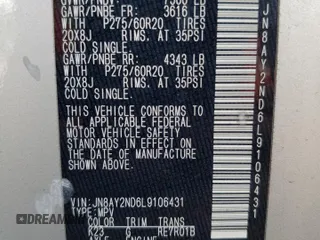 GAWR/PNBE FR: 3616 LB
P275/60R20 TIRES
20X8J RIMS. AT 35PSI
COLD SINGLE.
GAWR/PNBE RR: 4343 LB
P275/60R20 TIRES
20X8J RIMS. AT 35PSI
COLD SINGLE.
THIS VEHICLE CONFORMS TO
ALL APPLICABLE FEDERAL
MOTOR VEHICLE SAFETY
STANDARDS IN EFFECT ON
THE DATE OF MANUFACTURE
SHOWN ABOVE.
VIN:JN8AY2ND6L9106431
TYPE:MPV
COLOR TRIM TRANS
K23 G RE7R01B
AXLE ENGINE
JN8AY2ND6L9106431
DREAM